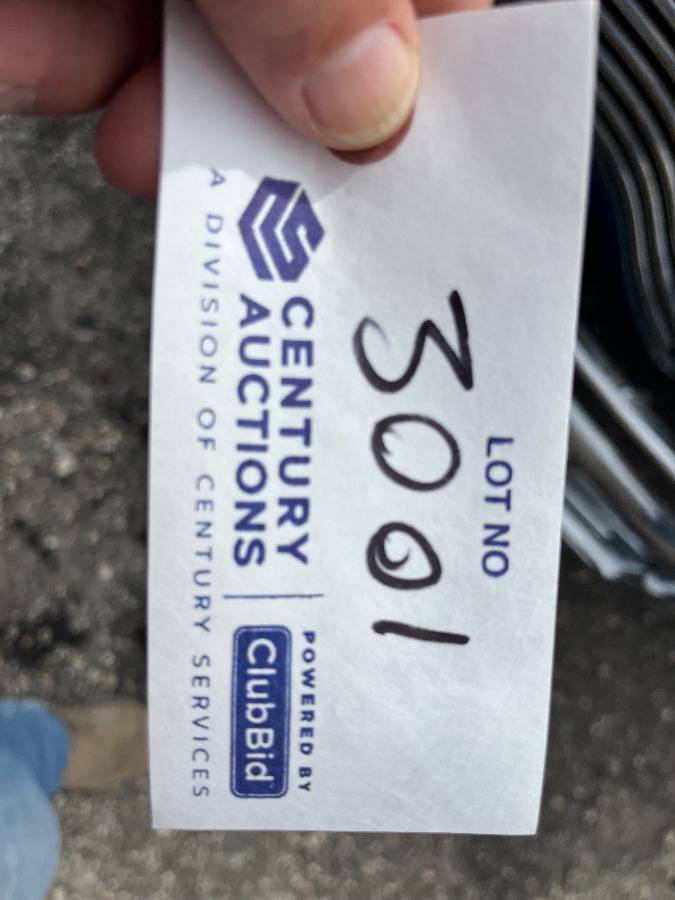 LOT NO
3001
CENTURY
AUCTIONS
POWERED BY
ClubBid
A DIVISION OF CENTURY SERVICES